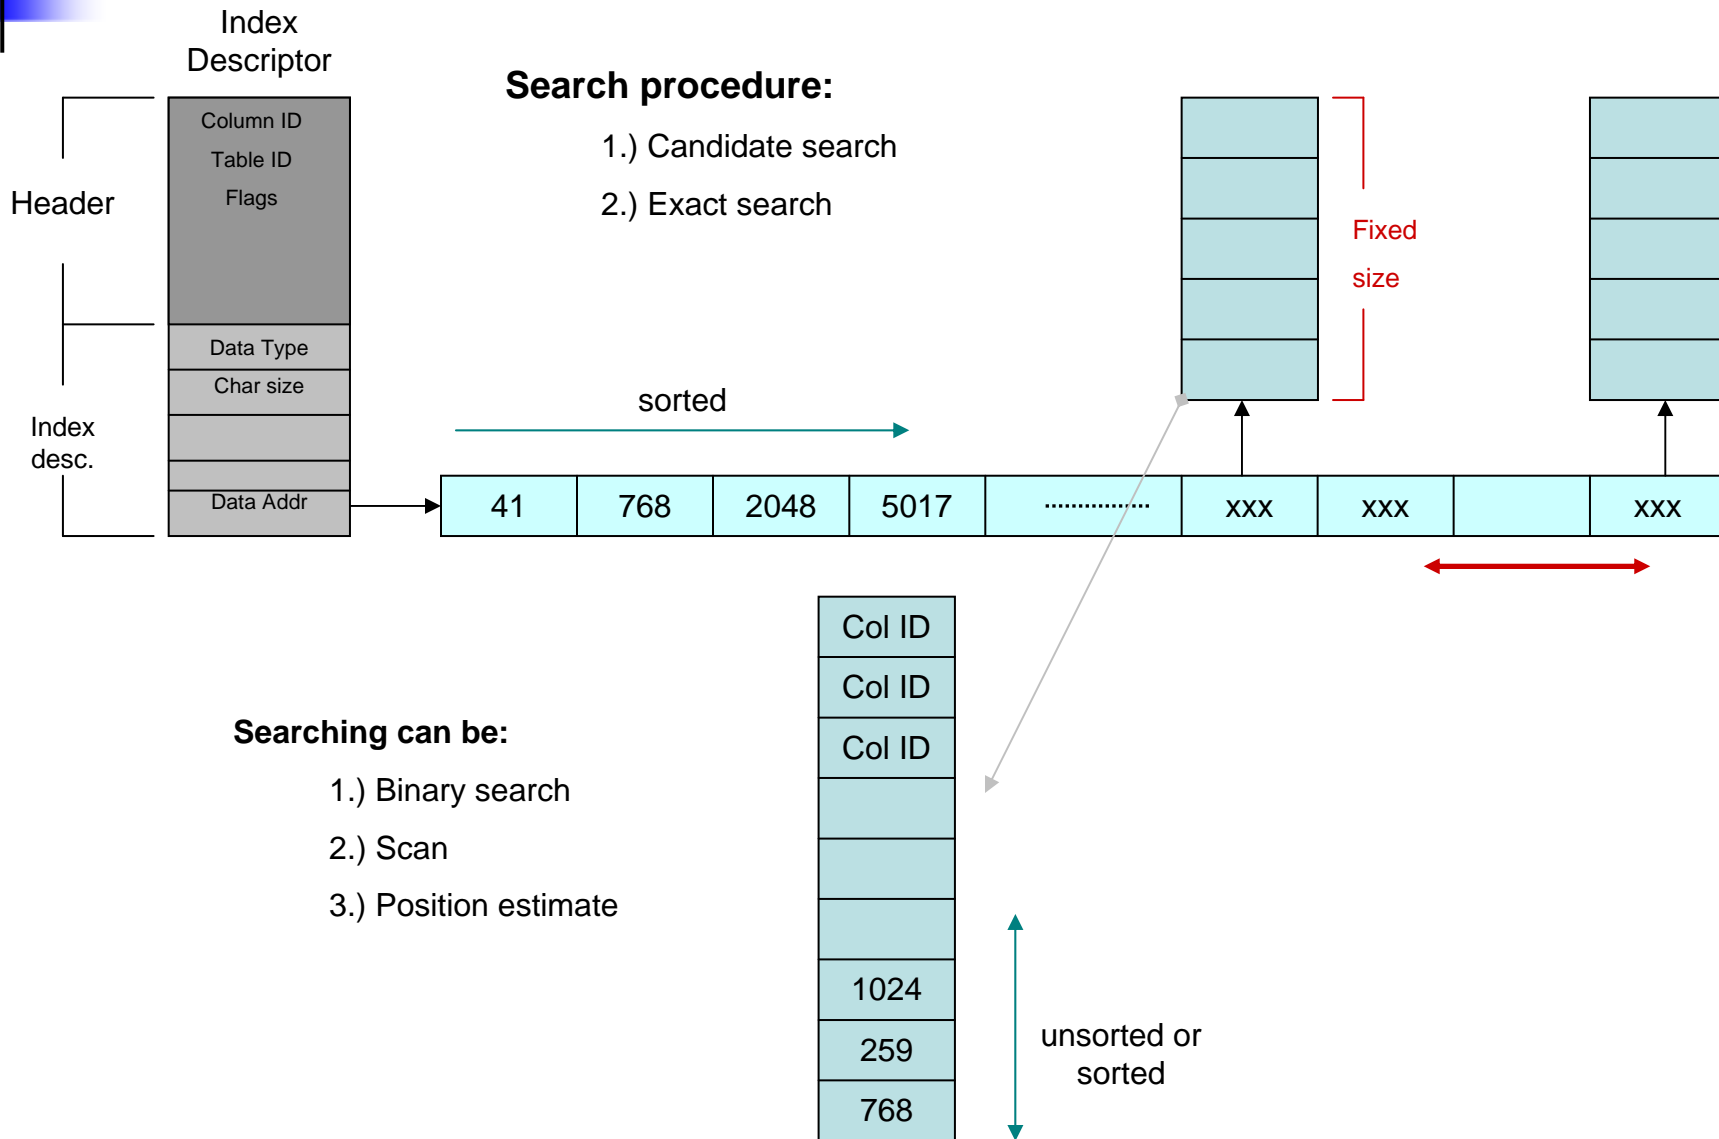 Index
Descriptor
Search procedure:
1.) Candidate search
2.) Exact search
Header
Column ID
Table ID
Flags
Fixed
size
Index
desc.
Data Type
Char size
Data Addr
sorted
41 768 2048 5017 ............... xxx xxx xxx
Col ID
Col ID
Col ID
1024
259
768
Searching can be:
1.) Binary search
2.) Scan
3.) Position estimate
unsorted or
sorted